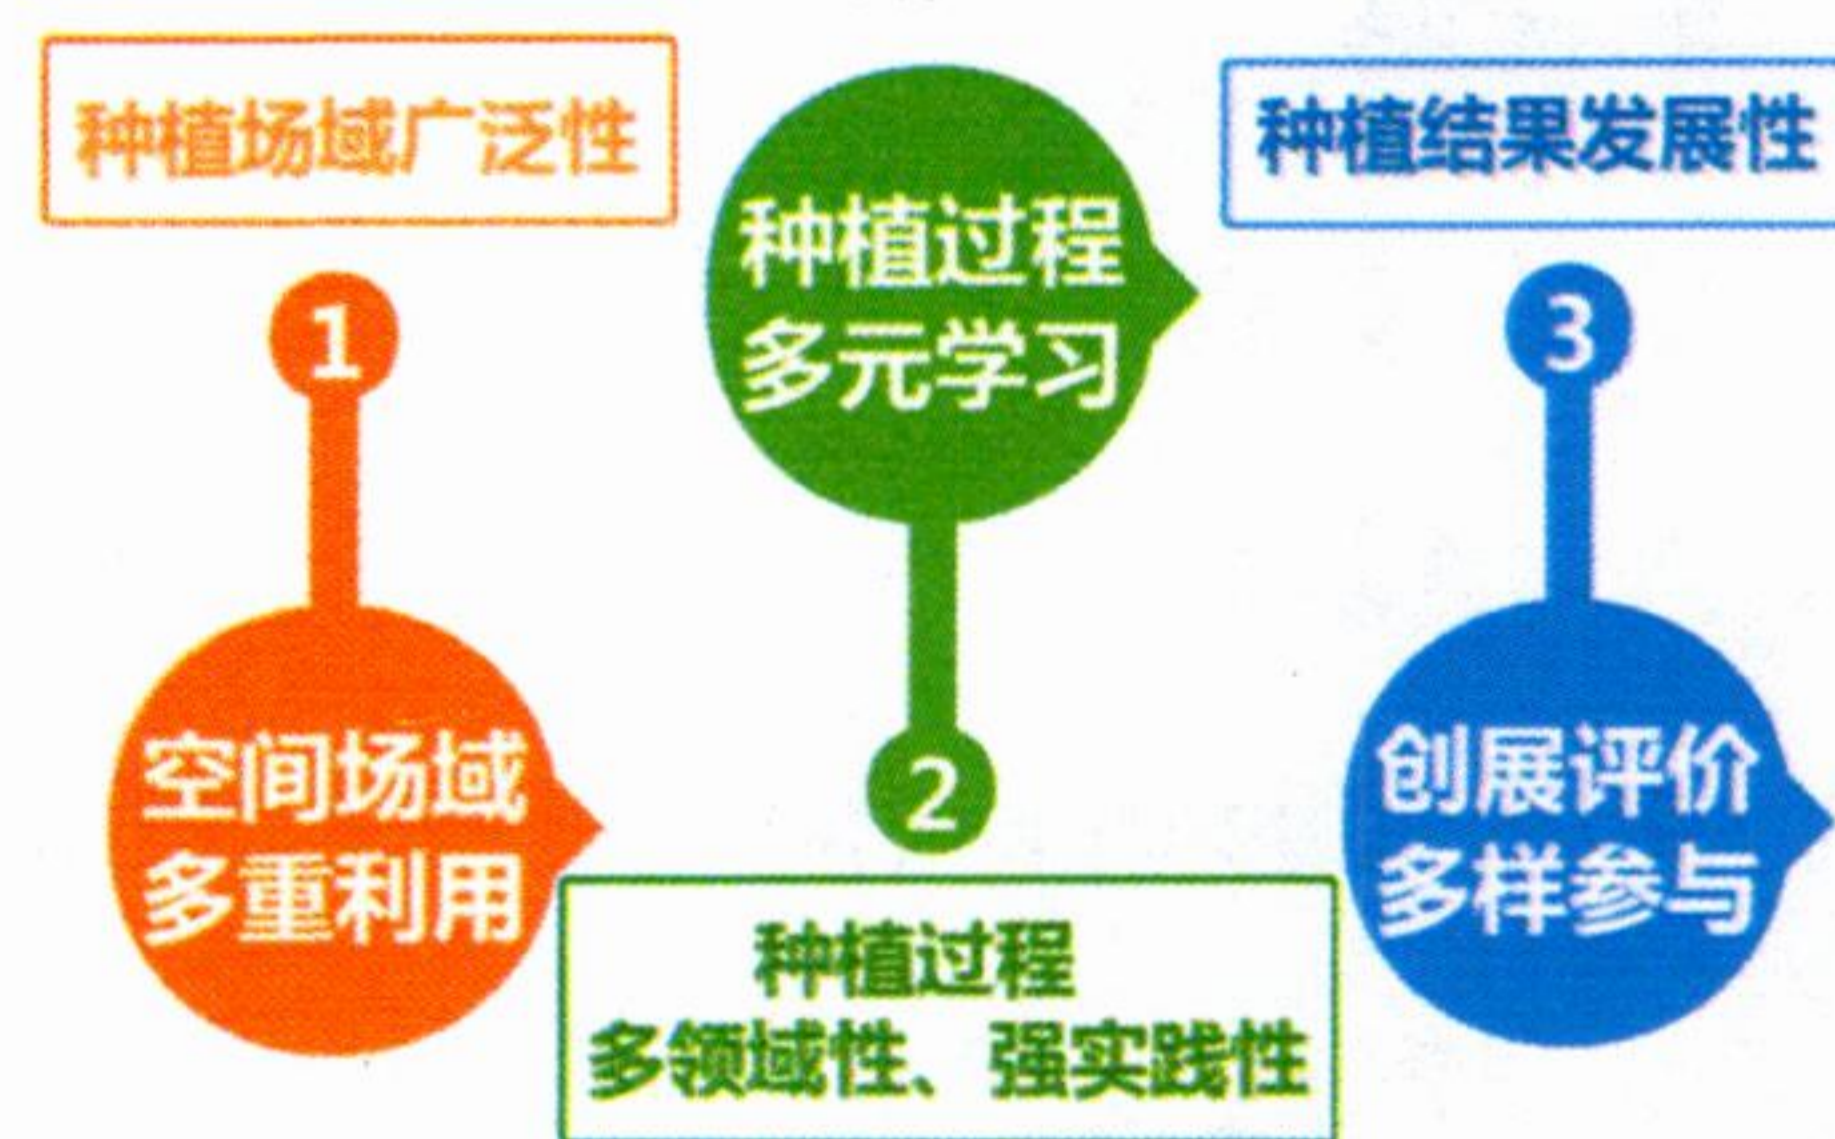 种植场域广泛性
1
空间场域
多重利用
种植过程
多元学习
2
种植过程
多领域性、强实践性
种植结果发展性
3
创展评价
多样参与